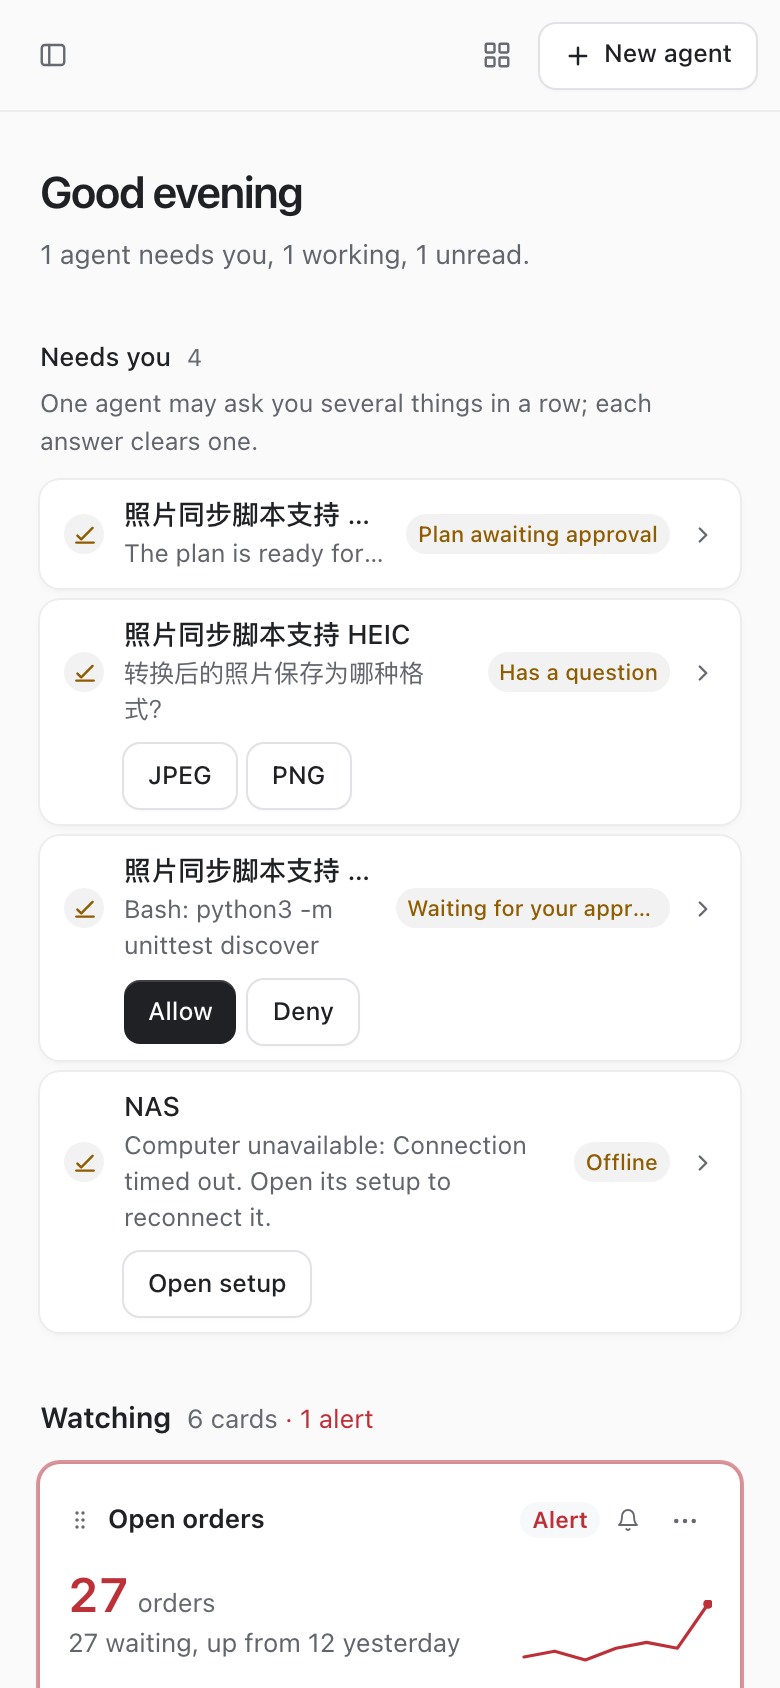 New agent
Good evening
1 agent needs you, 1 working, 1 unread.
Needs you 4
One agent may ask you several things in a row; each
answer clears one.
照片同步脚本支持 ...
The plan is ready for...
Plan awaiting approval
照片同步脚本支持 HEIC
转换后的照片保存为哪种格
式?
Has a question
JPEG
PNG
照片同步脚本支持 ...
Bash: python3 -m
unittest discover
Waiting for your appr...
Allow
Deny
NAS
Computer unavailable: Connection
timed out. Open its setup to
reconnect it.
Offline
Open setup
Watching 6 cards · 1 alert
Open orders
Alert
27 orders
27 waiting, up from 12 yesterday